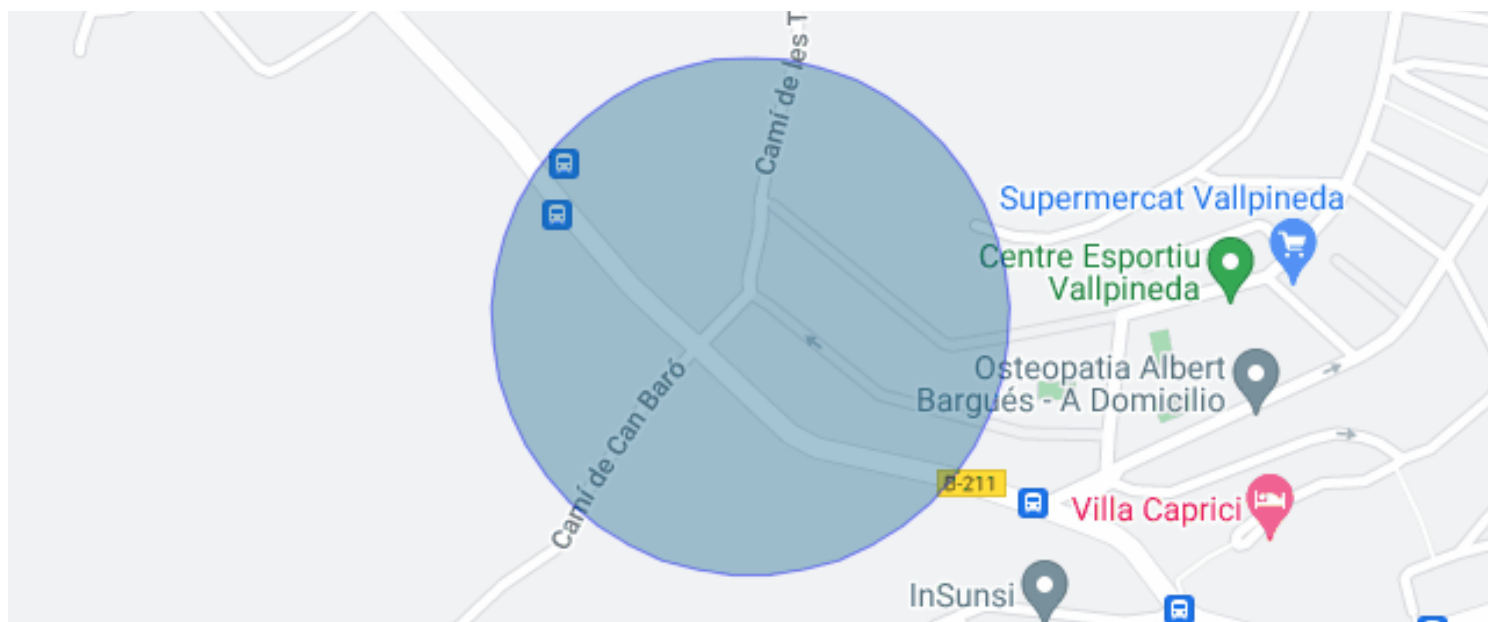 Camí de les T
Supermercat Vallpineda
Centre Esportiu
Vallpineda
Osteopatia Albert
Bargués - A Domicilio
Camí de Can Baró
B-211
Villa Caprici
InSunsi